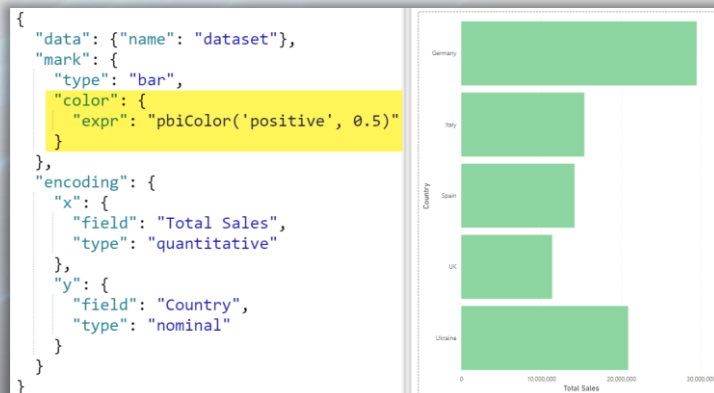 {
  "data": {"name": "dataset"},
  "mark": {
    "type": "bar",
    "color": {
      "expr": "pbiColor('positive', 0.5)"
    }
  },
  "encoding": {
    "x": {
      "field": "Total Sales",
      "type": "quantitative"
    },
    "y": {
      "field": "Country",
      "type": "nominal"
    }
  }
}
Country
Germany
Italy
Spain
UK
Ukraine
0 10,000,000 20,000,000 30,000,000
Total Sales